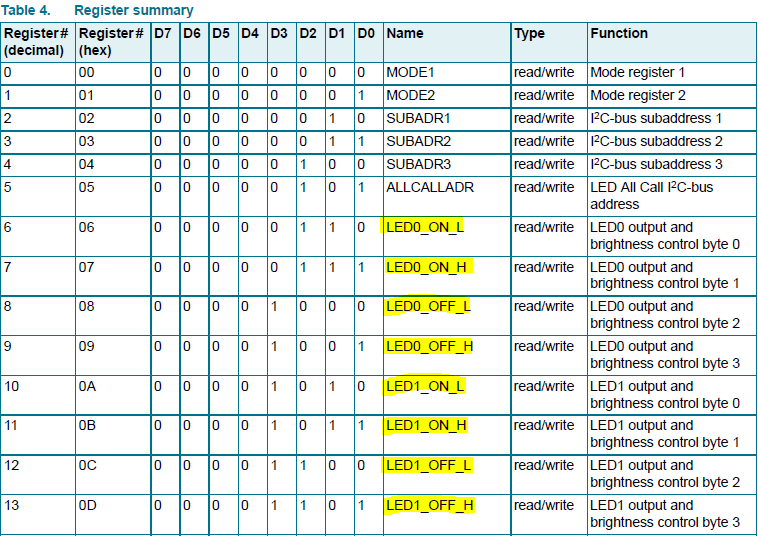 Table 4. Register summary
Register# (decimal) Register# (hex) D7 D6 D5 D4 D3 D2 D1 D0 Name Type Function
0 00 0 0 0 0 0 0 0 0 MODE1 read/write Mode register 1
1 01 0 0 0 0 0 0 0 1 MODE2 read/write Mode register 2
2 02 0 0 0 0 0 0 1 0 SUBADR1 read/write I²C-bus subaddress 1
3 03 0 0 0 0 0 0 1 1 SUBADR2 read/write I²C-bus subaddress 2
4 04 0 0 0 0 0 1 0 0 SUBADR3 read/write I²C-bus subaddress 3
5 05 0 0 0 0 0 1 0 1 ALLCALLADR read/write LED All Call I²C-bus
address
6 06 0 0 0 0 0 1 1 0 LED0_ON_L read/write LED0 output and
brightness control byte 0
7 07 0 0 0 0 0 1 1 1 LED0_ON_H read/write LED0 output and
brightness control byte 1
8 08 0 0 0 0 1 0 0 0 LED0_OFF_L read/write LED0 output and
brightness control byte 2
9 09 0 0 0 0 1 0 0 1 LED0_OFF_H read/write LED0 output and
brightness control byte 3
10 0A 0 0 0 0 1 0 1 0 LED1_ON_L read/write LED1 output and
brightness control byte 0
11 0B 0 0 0 0 1 0 1 1 LED1_ON_H read/write LED1 output and
brightness control byte 1
12 0C 0 0 0 0 1 1 0 0 LED1_OFF_L read/write LED1 output and
brightness control byte 2
13 0D 0 0 0 0 1 1 0 1 LED1_OFF_H read/write LED1 output and
brightness control byte 3